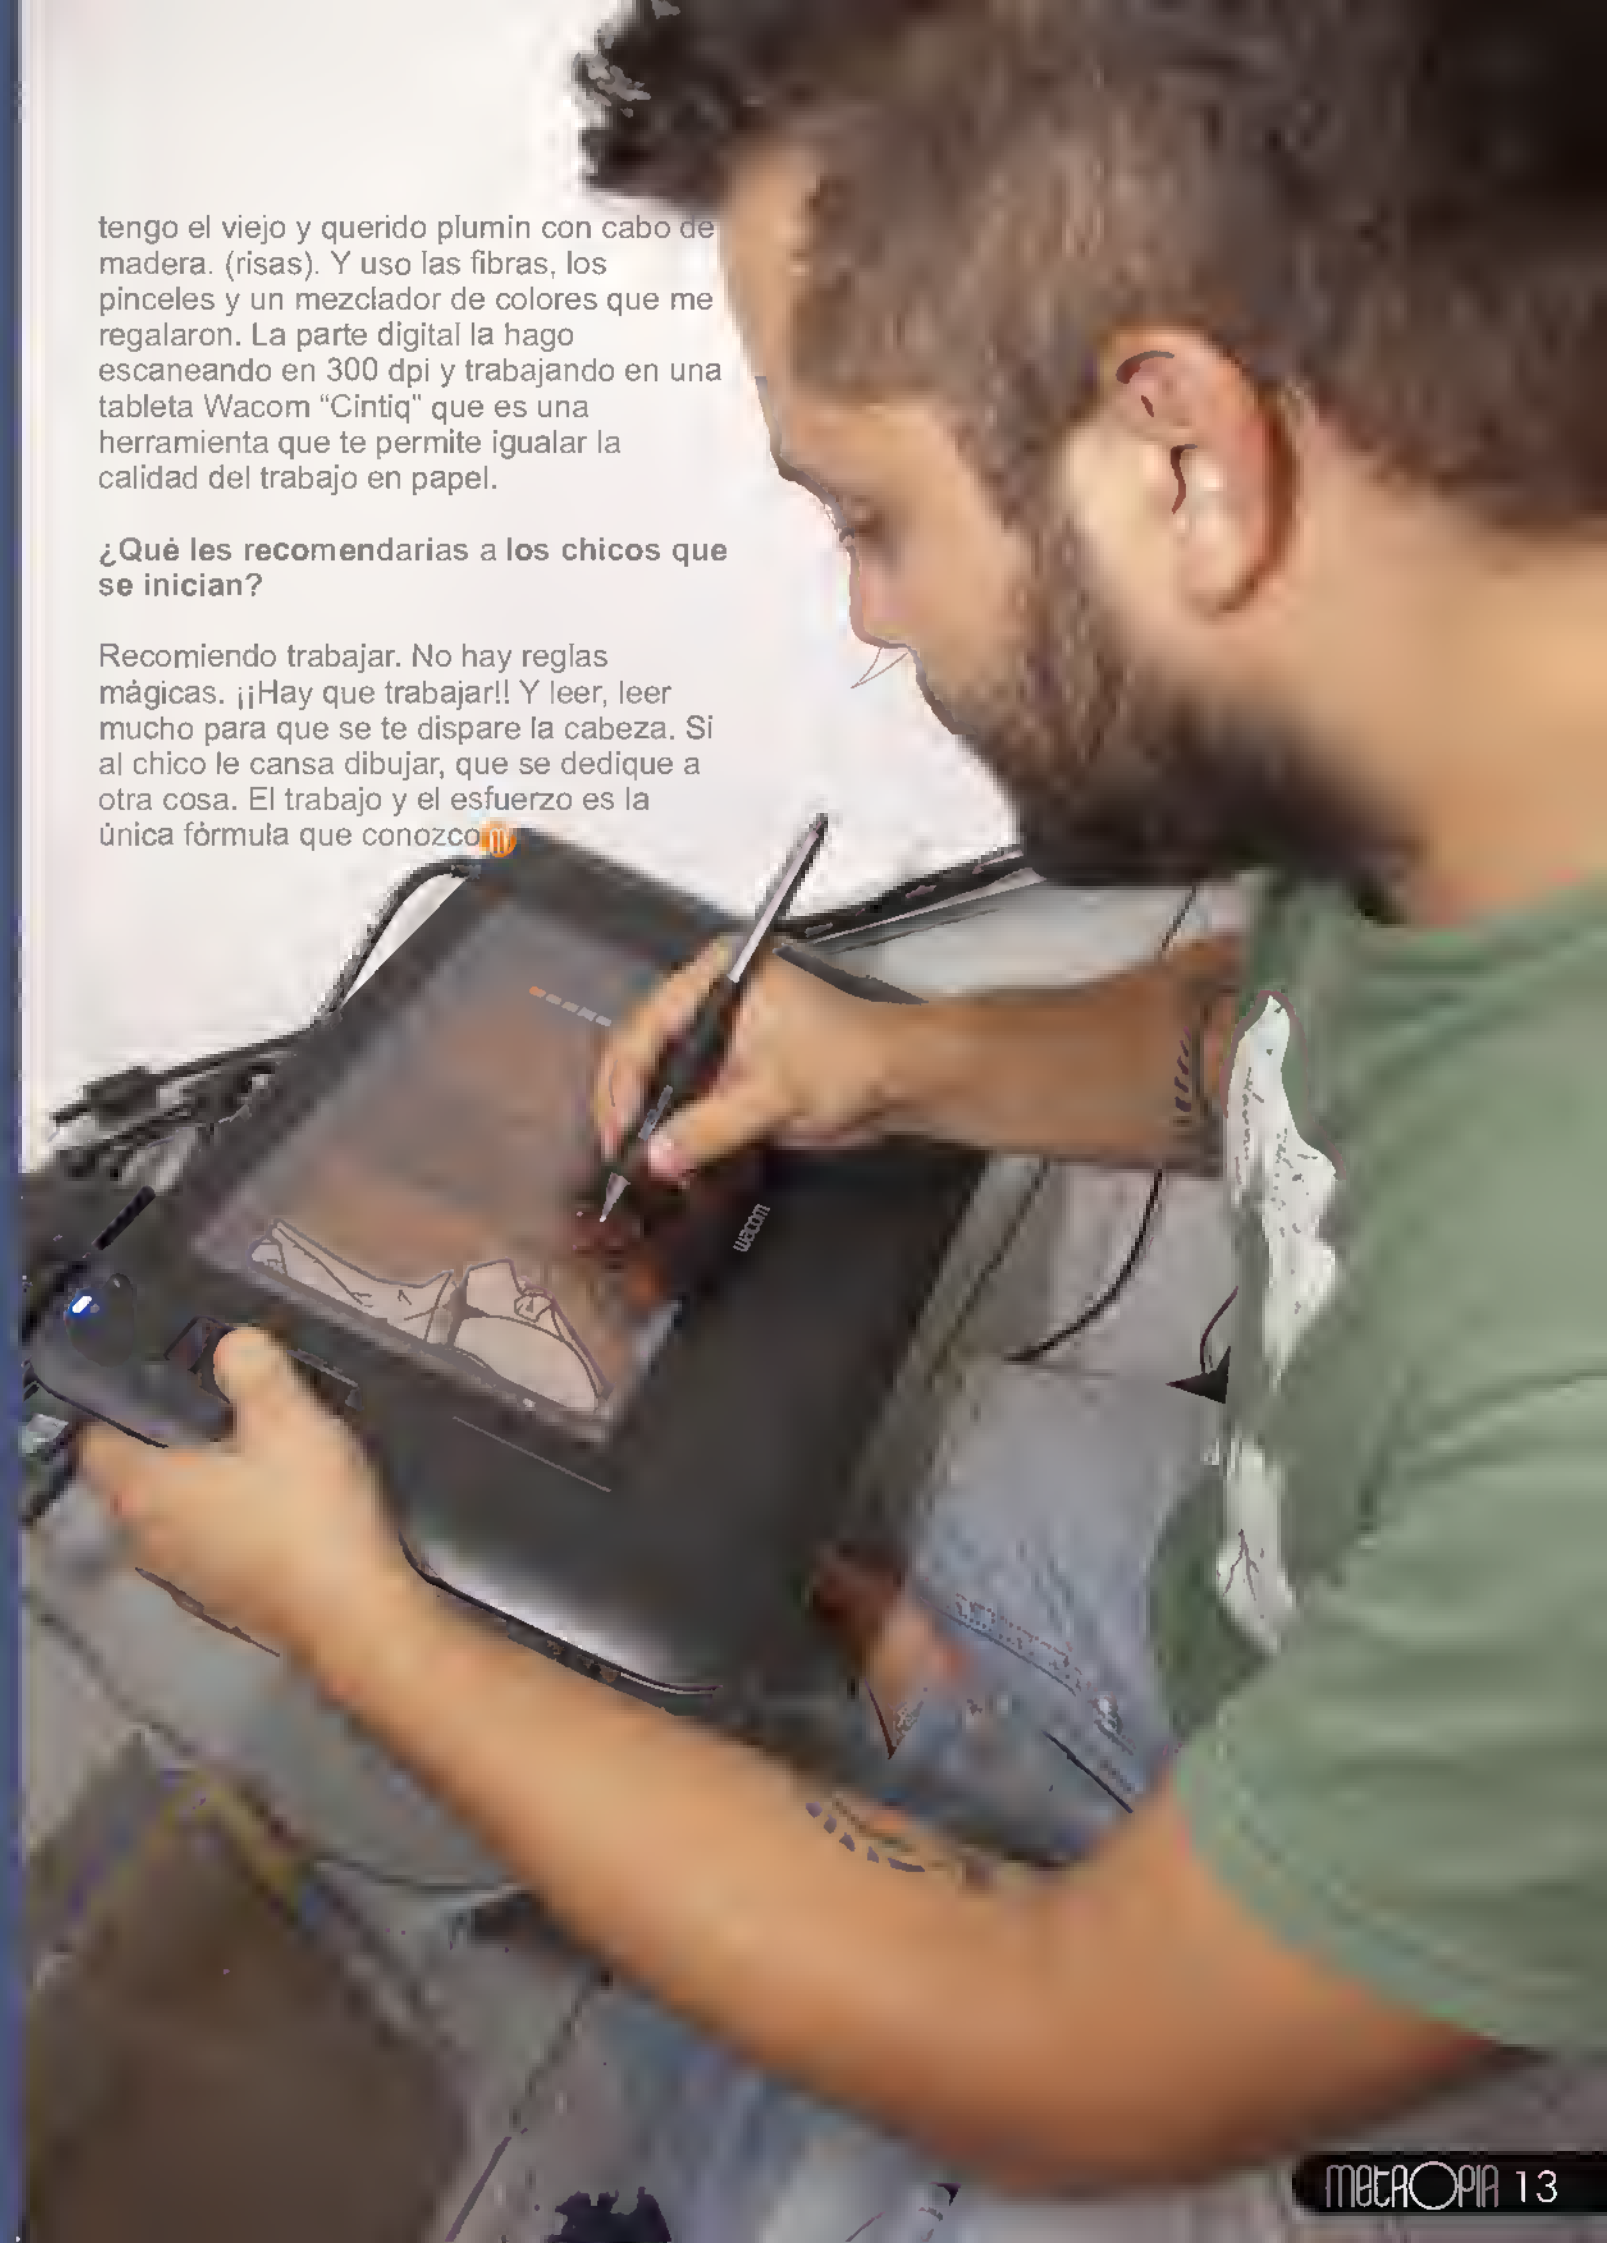 tengo el viejo y querido plumin con cabo de
madera. (risas). Y uso las fibras, los
pinceles y un mezclador de colores que me
regalaron. La parte digital la hago
escaneando en 300 dpi y trabajando en una
tableta Wacom “Cintiq" que es una
herramienta que te permite igualar la
calidad del trabajo en papel.
¿Qué les recomendarias a los chicos que
se inician?
Recomiendo trabajar. No hay reglas
mágicas. ¡¡Hay que trabajar!! Y leer, leer
mucho para que se te dispare la cabeza. Si
al chico le cansa dibujar, que se dedique a
otra cosa. El trabajo y el esfuerzo es la
única fórmula que conozco
wacom
METROPIA 13